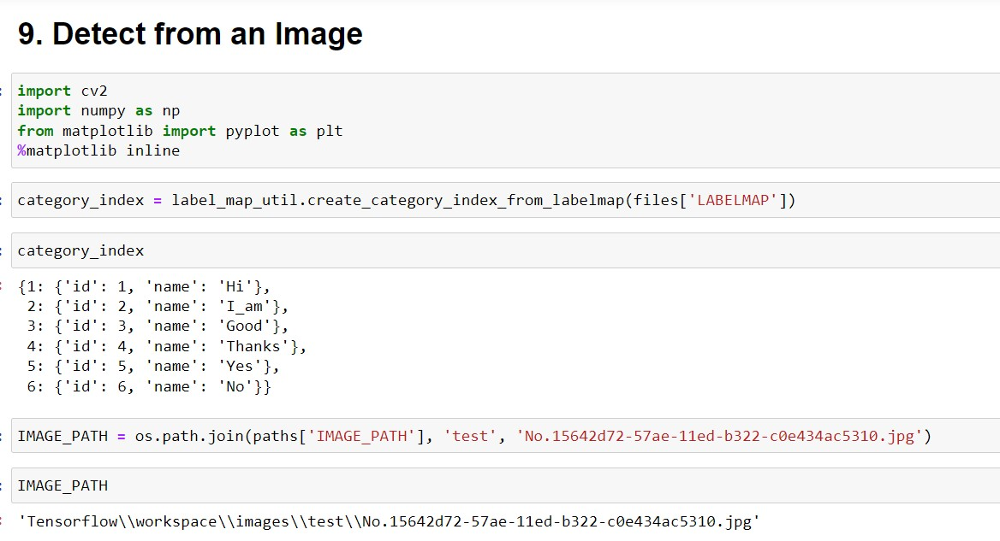 9. Detect from an Image
import cv2
import numpy as np
from matplotlib import pyplot as plt
%matplotlib inline
category_index = label_map_util.create_category_index_from_labelmap(files['LABELMAP'])
category_index
{1: {'id': 1, 'name': 'Hi'},
 2: {'id': 2, 'name': 'I_am'},
 3: {'id': 3, 'name': 'Good'},
 4: {'id': 4, 'name': 'Thanks'},
 5: {'id': 5, 'name': 'Yes'},
 6: {'id': 6, 'name': 'No'}}
IMAGE_PATH = os.path.join(paths['IMAGE_PATH'], 'test', 'No.15642d72-57ae-11ed-b322-c0e434ac5310.jpg')
IMAGE_PATH
'Tensorflow\\workspace\\images\\test\\No.15642d72-57ae-11ed-b322-c0e434ac5310.jpg'